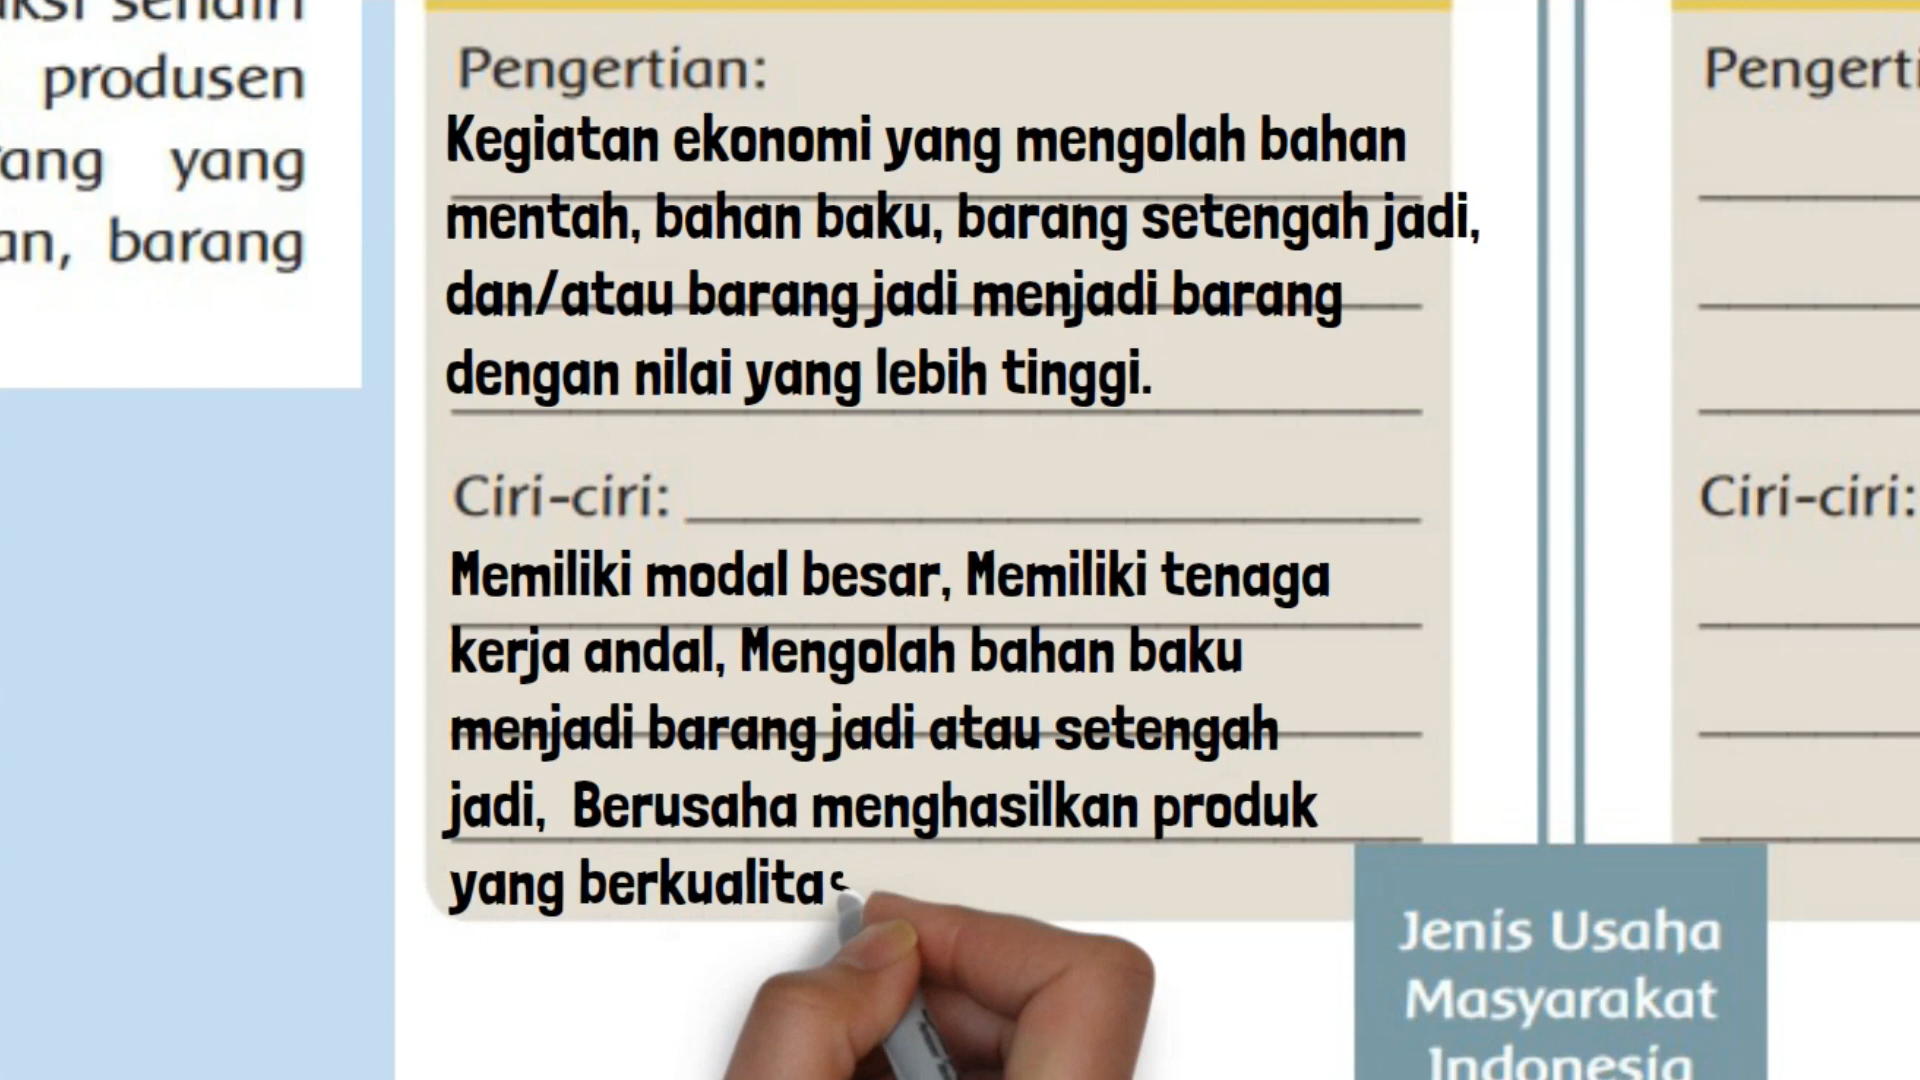 sendiri
produsen
yang
barang
Pengertian:
Kegiatan ekonomi yang mengolah bahan
mentah, bahan baku, barang setengah jadi,
dan/atau barang jadi menjadi barang
dengan nilai yang lebih tinggi.
Ciri-ciri:
Memiliki modal besar, Memiliki tenaga
kerja andal, Mengolah bahan baku
menjadi barang jadi atau setengah
jadi, Berusaha menghasilkan produk
yang berkualitas
Ciri-ciri:
Jenis Usaha
Masyarakat
Indonesia